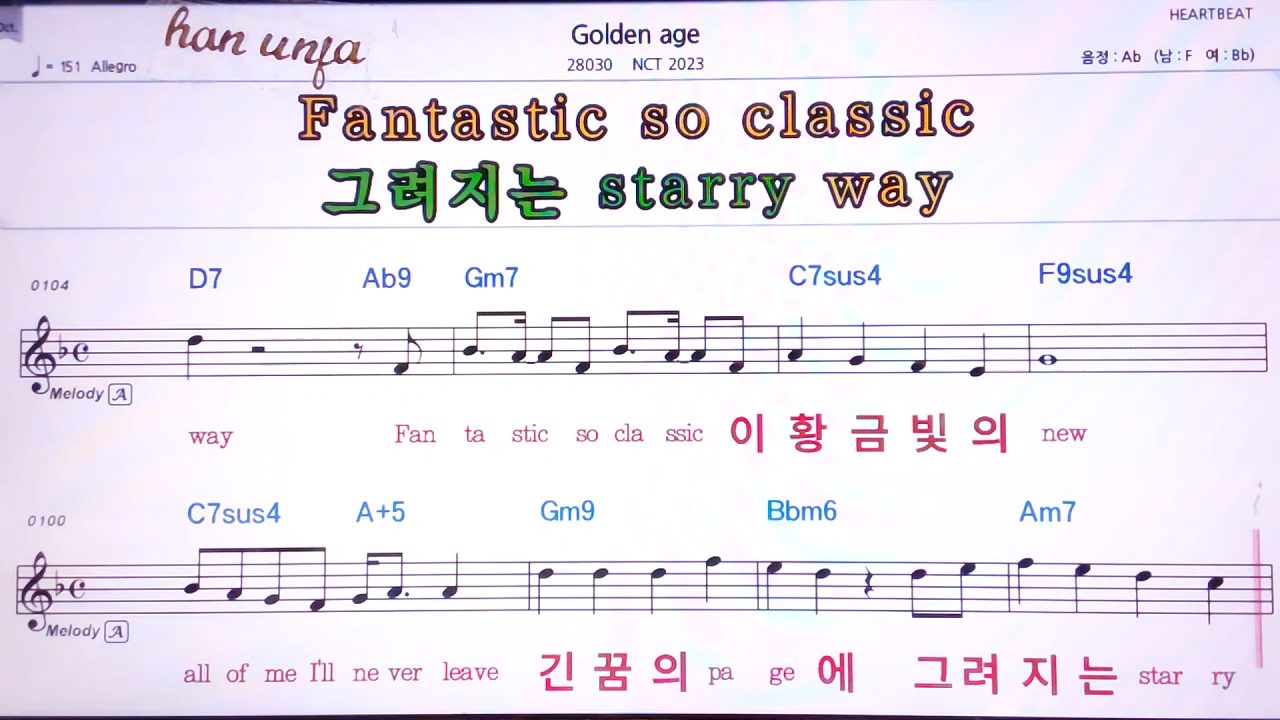 Oct.
han unja
HEARTBEAT
Golden age
♩= 151 Allegro
28030 NCT 2023
음정 : Ab (남 : F 여 : Bb)
Fantastic so classic
그려지는 starry way
0104 D7 Ab9 Gm7 C7sus4 F9sus4
Melody A
way Fan ta stic so cla ssic 이 황 금 빛 의 new
0100 C7sus4 A+5 Gm9 Bbm6 Am7
Melody A
all of me I'll ne ver leave 긴 꿈 의 pa ge 에 그 려 지 는 star ry